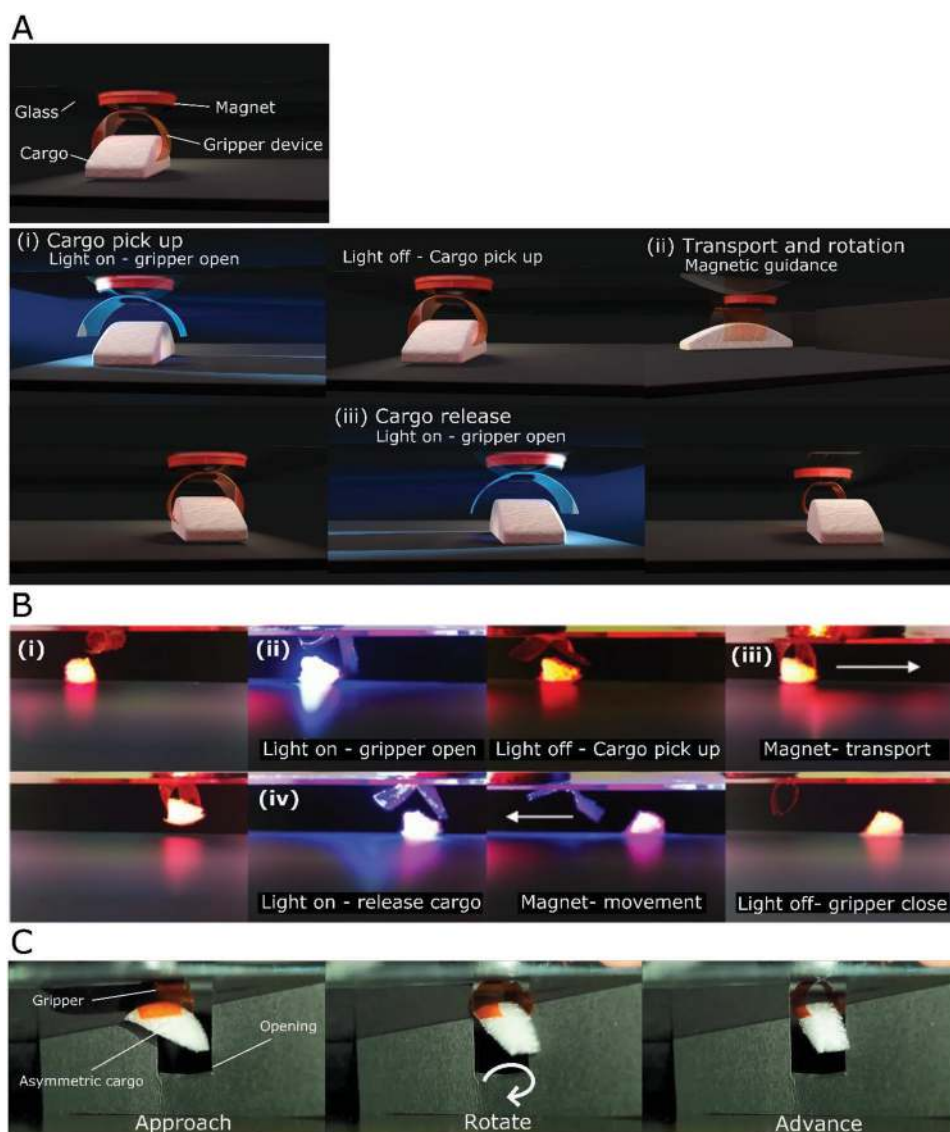 A
Glass
Magnet
Gripper device
Cargo
(i) Cargo pick up
Light on - gripper open
Light off - Cargo pick up
(ii) Transport and rotation
Magnetic guidance
(iii) Cargo release
Light on - gripper open
B
(i)
(ii)
Light on - gripper open
Light off - Cargo pick up
(iii)
Magnet- transport
(iv)
Light on - release cargo
Magnet- movement
Light off- gripper close
C
Gripper
Opening
Asymmetric cargo
Approach
Rotate
Advance